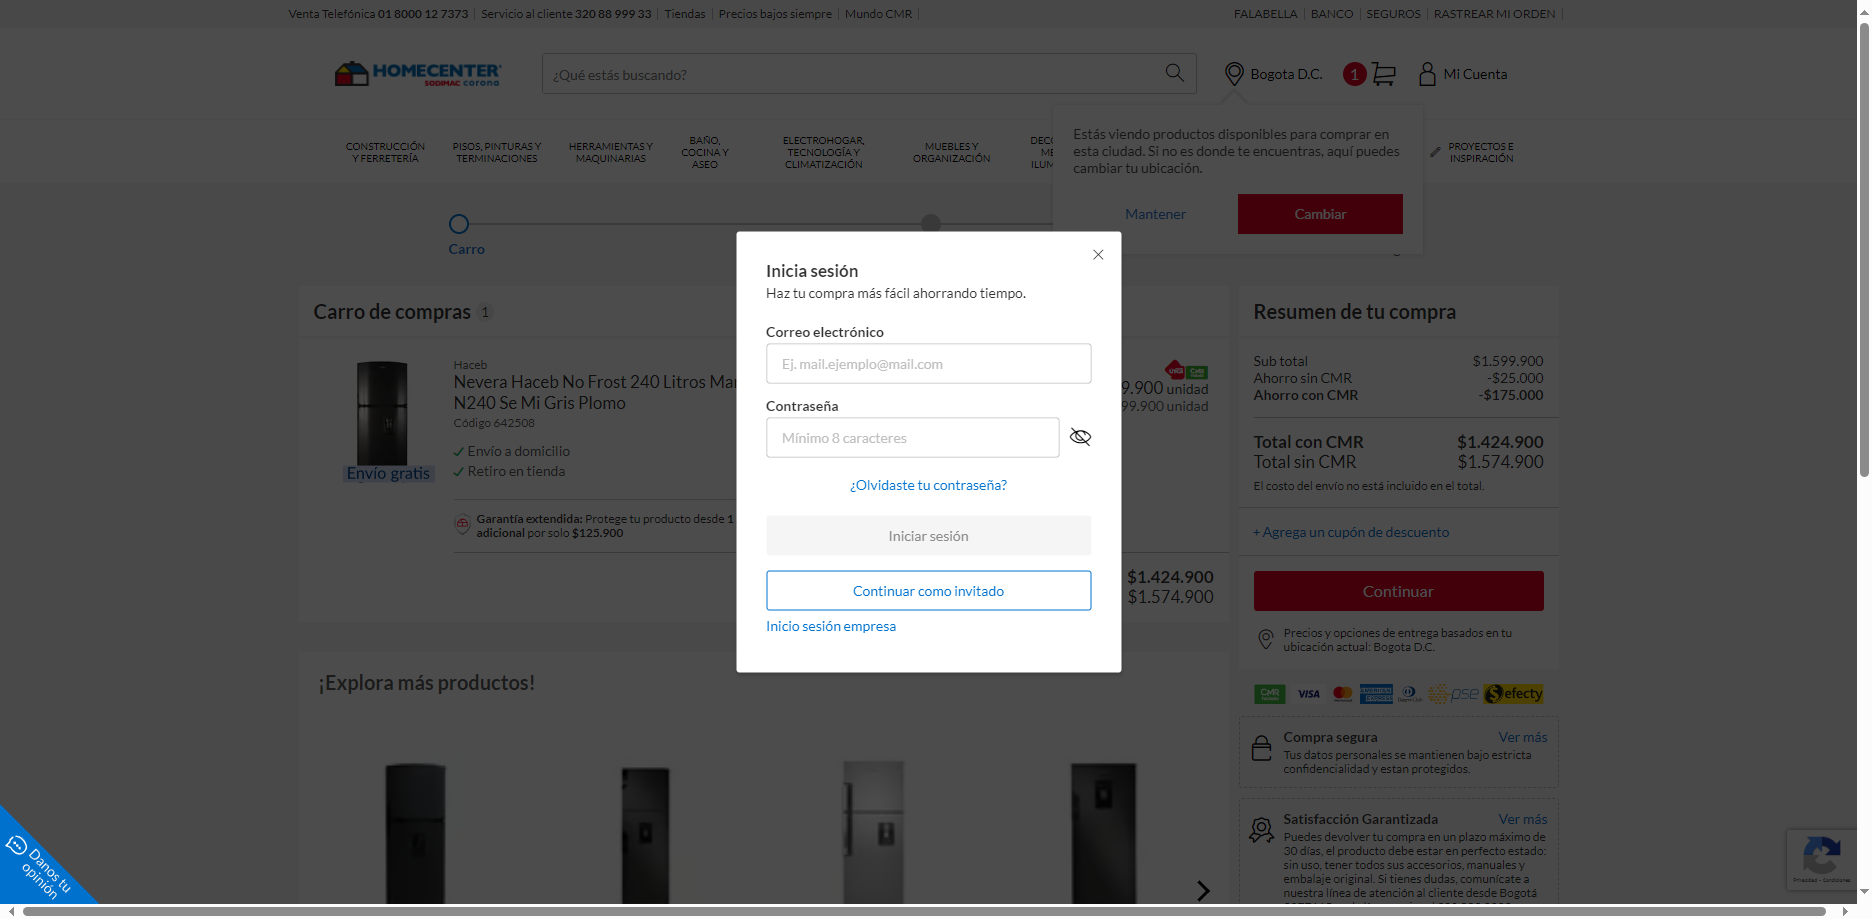 Venta Telefónica 01 8000 12 7373 | Servicio al cliente 320 88 999 33 | Tiendas | Precios bajos siempre | Mundo CMR |
FALABELLA | BANCO | SEGUROS | RASTREAR MI ORDEN |
HOMECENTER
SODIMAC corona
¿Qué estás buscando?
Bogota D.C.
1
Mi Cuenta
CONSTRUCCIÓN
Y FERRETERÍA
PISOS, PINTURAS Y
TERMINACIONES
HERRAMIENTAS Y
MAQUINARIAS
BAÑO,
COCINA Y
ASEO
ELECTROHOGAR,
TECNOLOGÍA Y
CLIMATIZACIÓN
MUEBLES Y
ORGANIZACIÓN
PROYECTOS E
INSPIRACIÓN
Estás viendo productos disponibles para comprar en
esta ciudad. Si no es donde te encuentras, aquí puedes
cambiar tu ubicación.
Mantener
Cambiar
Carro
Inicia sesión
Haz tu compra más fácil ahorrando tiempo.
Correo electrónico
Ej. mail.ejemplo@mail.com
Contraseña
Mínimo 8 caracteres
¿Olvidaste tu contraseña?
Iniciar sesión
Continuar como invitado
Inicio sesión empresa
Carro de compras 1
Haceb
Nevera Haceb No Frost 240 Litros Mar
N240 Se Mi Gris Plomo
Código 642508
Envío a domicilio
Retiro en tienda
Envío gratis
Garantía extendida: Protege tu producto desde 1
adicional por solo $125.900
9.900 unidad
99.900 unidad
$1.424.900
$1.574.900
Resumen de tu compra
Sub total $1.599.900
Ahorro sin CMR -$25.000
Ahorro con CMR -$175.000
Total con CMR $1.424.900
Total sin CMR $1.574.900
El costo del envío no está incluido en el total.
+ Agrega un cupón de descuento
Continuar
Precios y opciones de entrega basados en tu
ubicación actual: Bogota D.C.
CMR VISA AMERICAN EXPRESS pse efecty
Compra segura Ver más
Tus datos personales se mantienen bajo estricta
confidencialidad y estan protegidos.
Satisfacción Garantizada Ver más
Puedes devolver tu compra en un plazo máximo de
30 días, el producto debe estar en perfecto estado:
sin uso, tener todos sus accesorios, manuales y
embalaje original. Si tienes dudas, comunícate a
nuestra línea de atención al cliente desde Bogotá
¡Explora más productos!
Danos tu
opinión
Privacidad - Condiciones